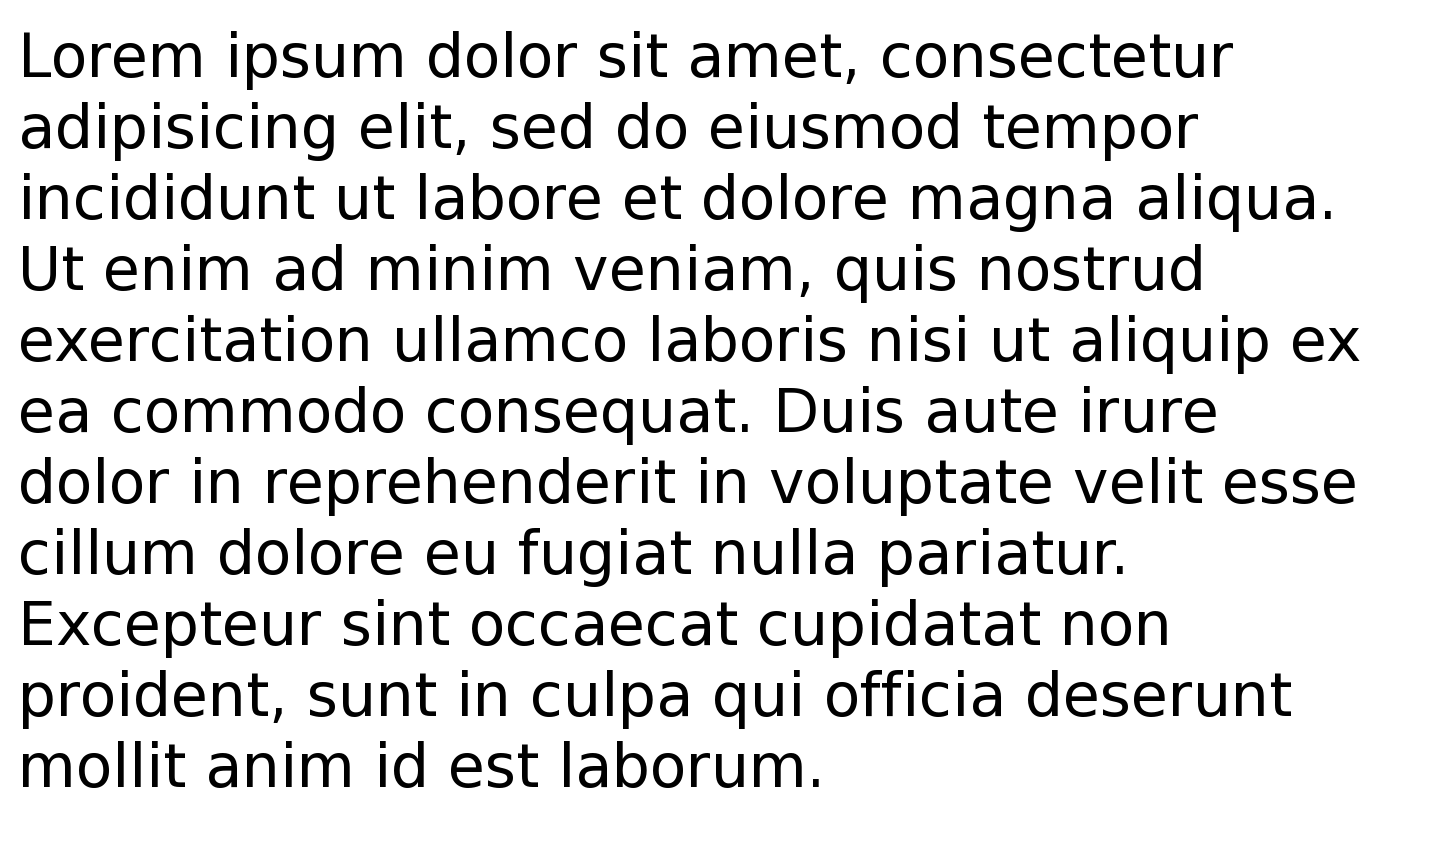 Lorem ipsum dolor sit amet, consectetur
adipisicing elit, sed do eiusmod tempor
incididunt ut labore et dolore magna aliqua.
Ut enim ad minim veniam, quis nostrud
exercitation ullamco laboris nisi ut aliquip ex
ea commodo consequat. Duis aute irure
dolor in reprehenderit in voluptate velit esse
cillum dolore eu fugiat nulla pariatur.
Excepteur sint occaecat cupidatat non
proident, sunt in culpa qui officia deserunt
mollit anim id est laborum.